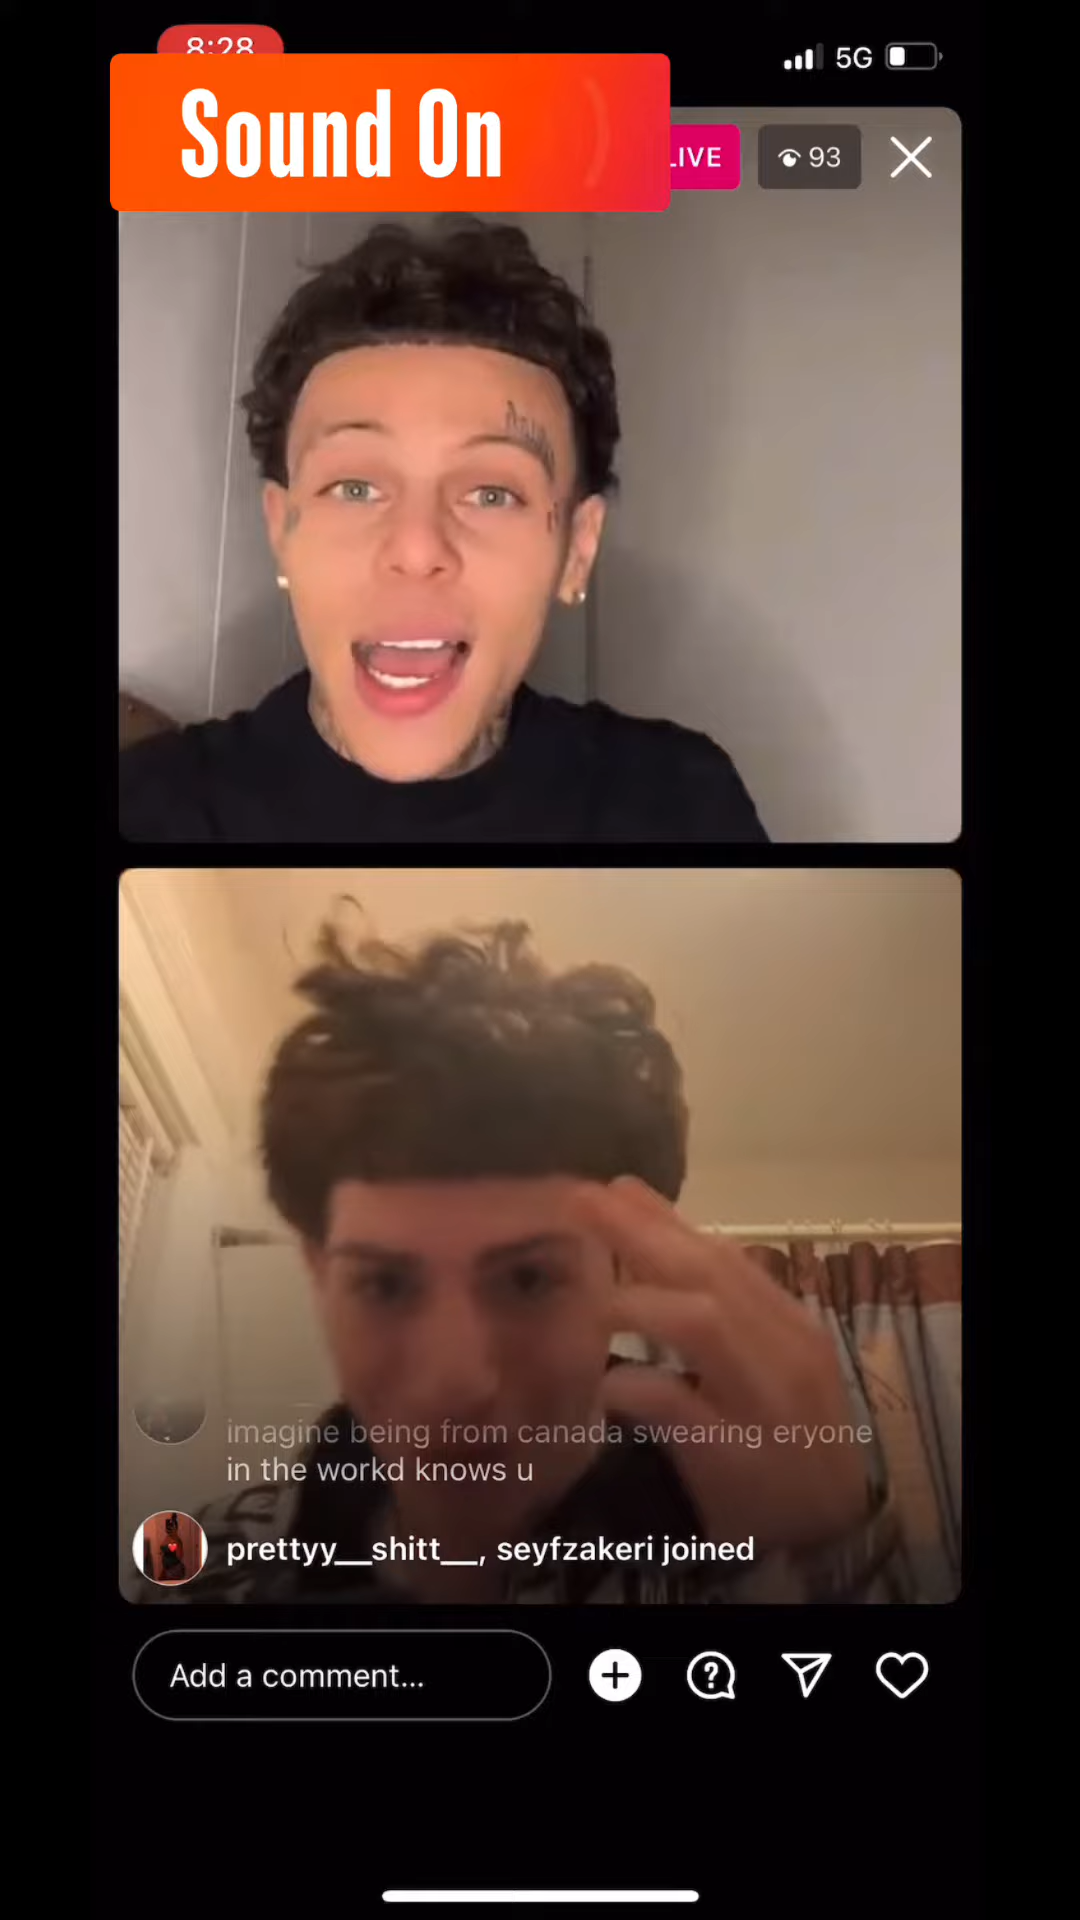 8:28
5G
Sound On
LIVE
93
imagine being from canada swearing eryone
in the workd knows u
prettyy__shitt__, seyfzakeri joined
Add a comment...